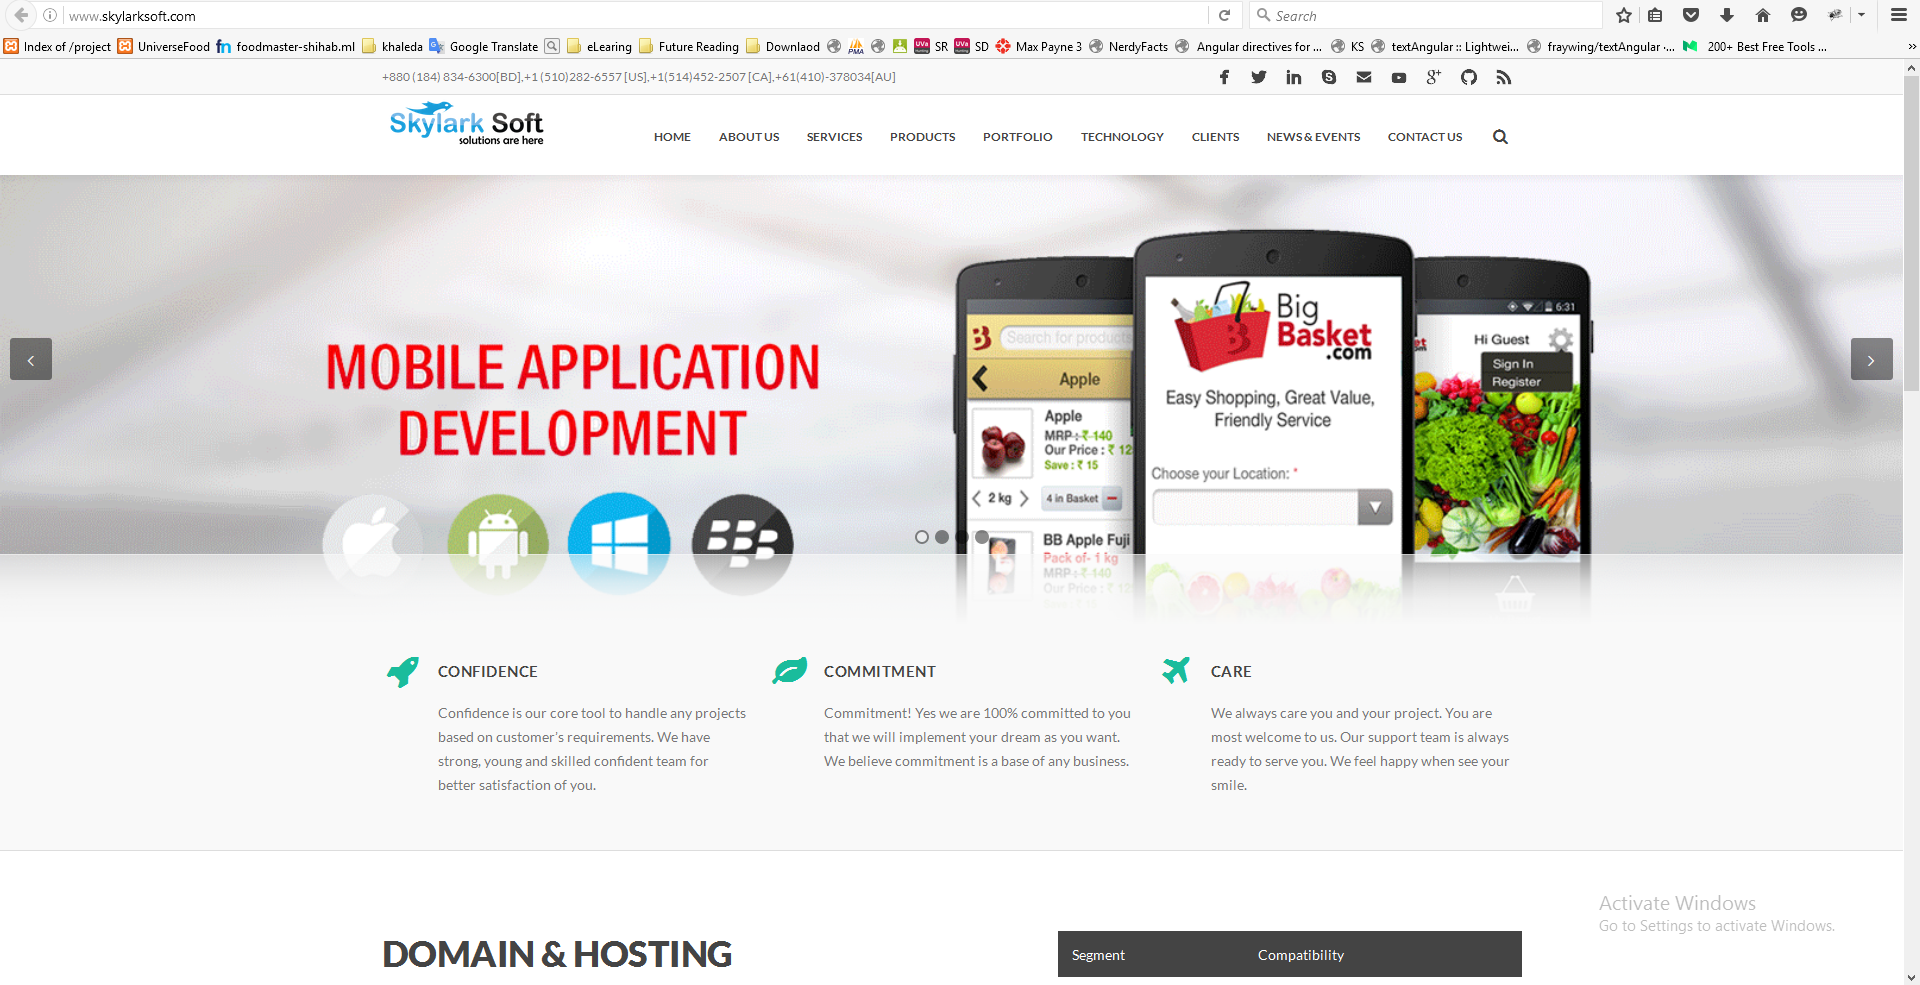 www.skylarksoft.com
Search
Index of /project
UniverseFood
foodmaster-shihab.ml
khaleda
Google Translate
eLearing
Future Reading
Downlaod
PMA
SR
SD
Max Payne 3
NerdyFacts
Angular directives for ...
KS
textAngular :: Lightwei...
fraywing/textAngular ·...
200+ Best Free Tools ...
+880 (184) 834-6300[BD],+1 (510)282-6557 [US],+1(514)452-2507 [CA],+61(410)-378034[AU]
Skylark Soft
solutions are here
HOME ABOUT US SERVICES PRODUCTS PORTFOLIO TECHNOLOGY CLIENTS NEWS & EVENTS CONTACT US
MOBILE APPLICATION
DEVELOPMENT
Search for products
Apple
Apple
MRP : ₹ 140
Our Price : ₹ 12
Save : ₹ 15
2 kg
4 in Basket
BB Apple Fuji
Pack of- 1 kg
MRP : ₹ 140
Our Price : ₹ 12
Big
Basket
.com
Easy Shopping, Great Value,
Friendly Service
Choose your Location: *
6:31
Hi Guest
Sign In
Register
CONFIDENCE
Confidence is our core tool to handle any projects
based on customer's requirements. We have
strong, young and skilled confident team for
better satisfaction of you.
COMMITMENT
Commitment! Yes we are 100% committed to you
that we will implement your dream as you want.
We believe commitment is a base of any business.
CARE
We always care you and your project. You are
most welcome to us. Our support team is always
ready to serve you. We feel happy when see your
smile.
DOMAIN & HOSTING
Segment Compatibility
Activate Windows
Go to Settings to activate Windows.